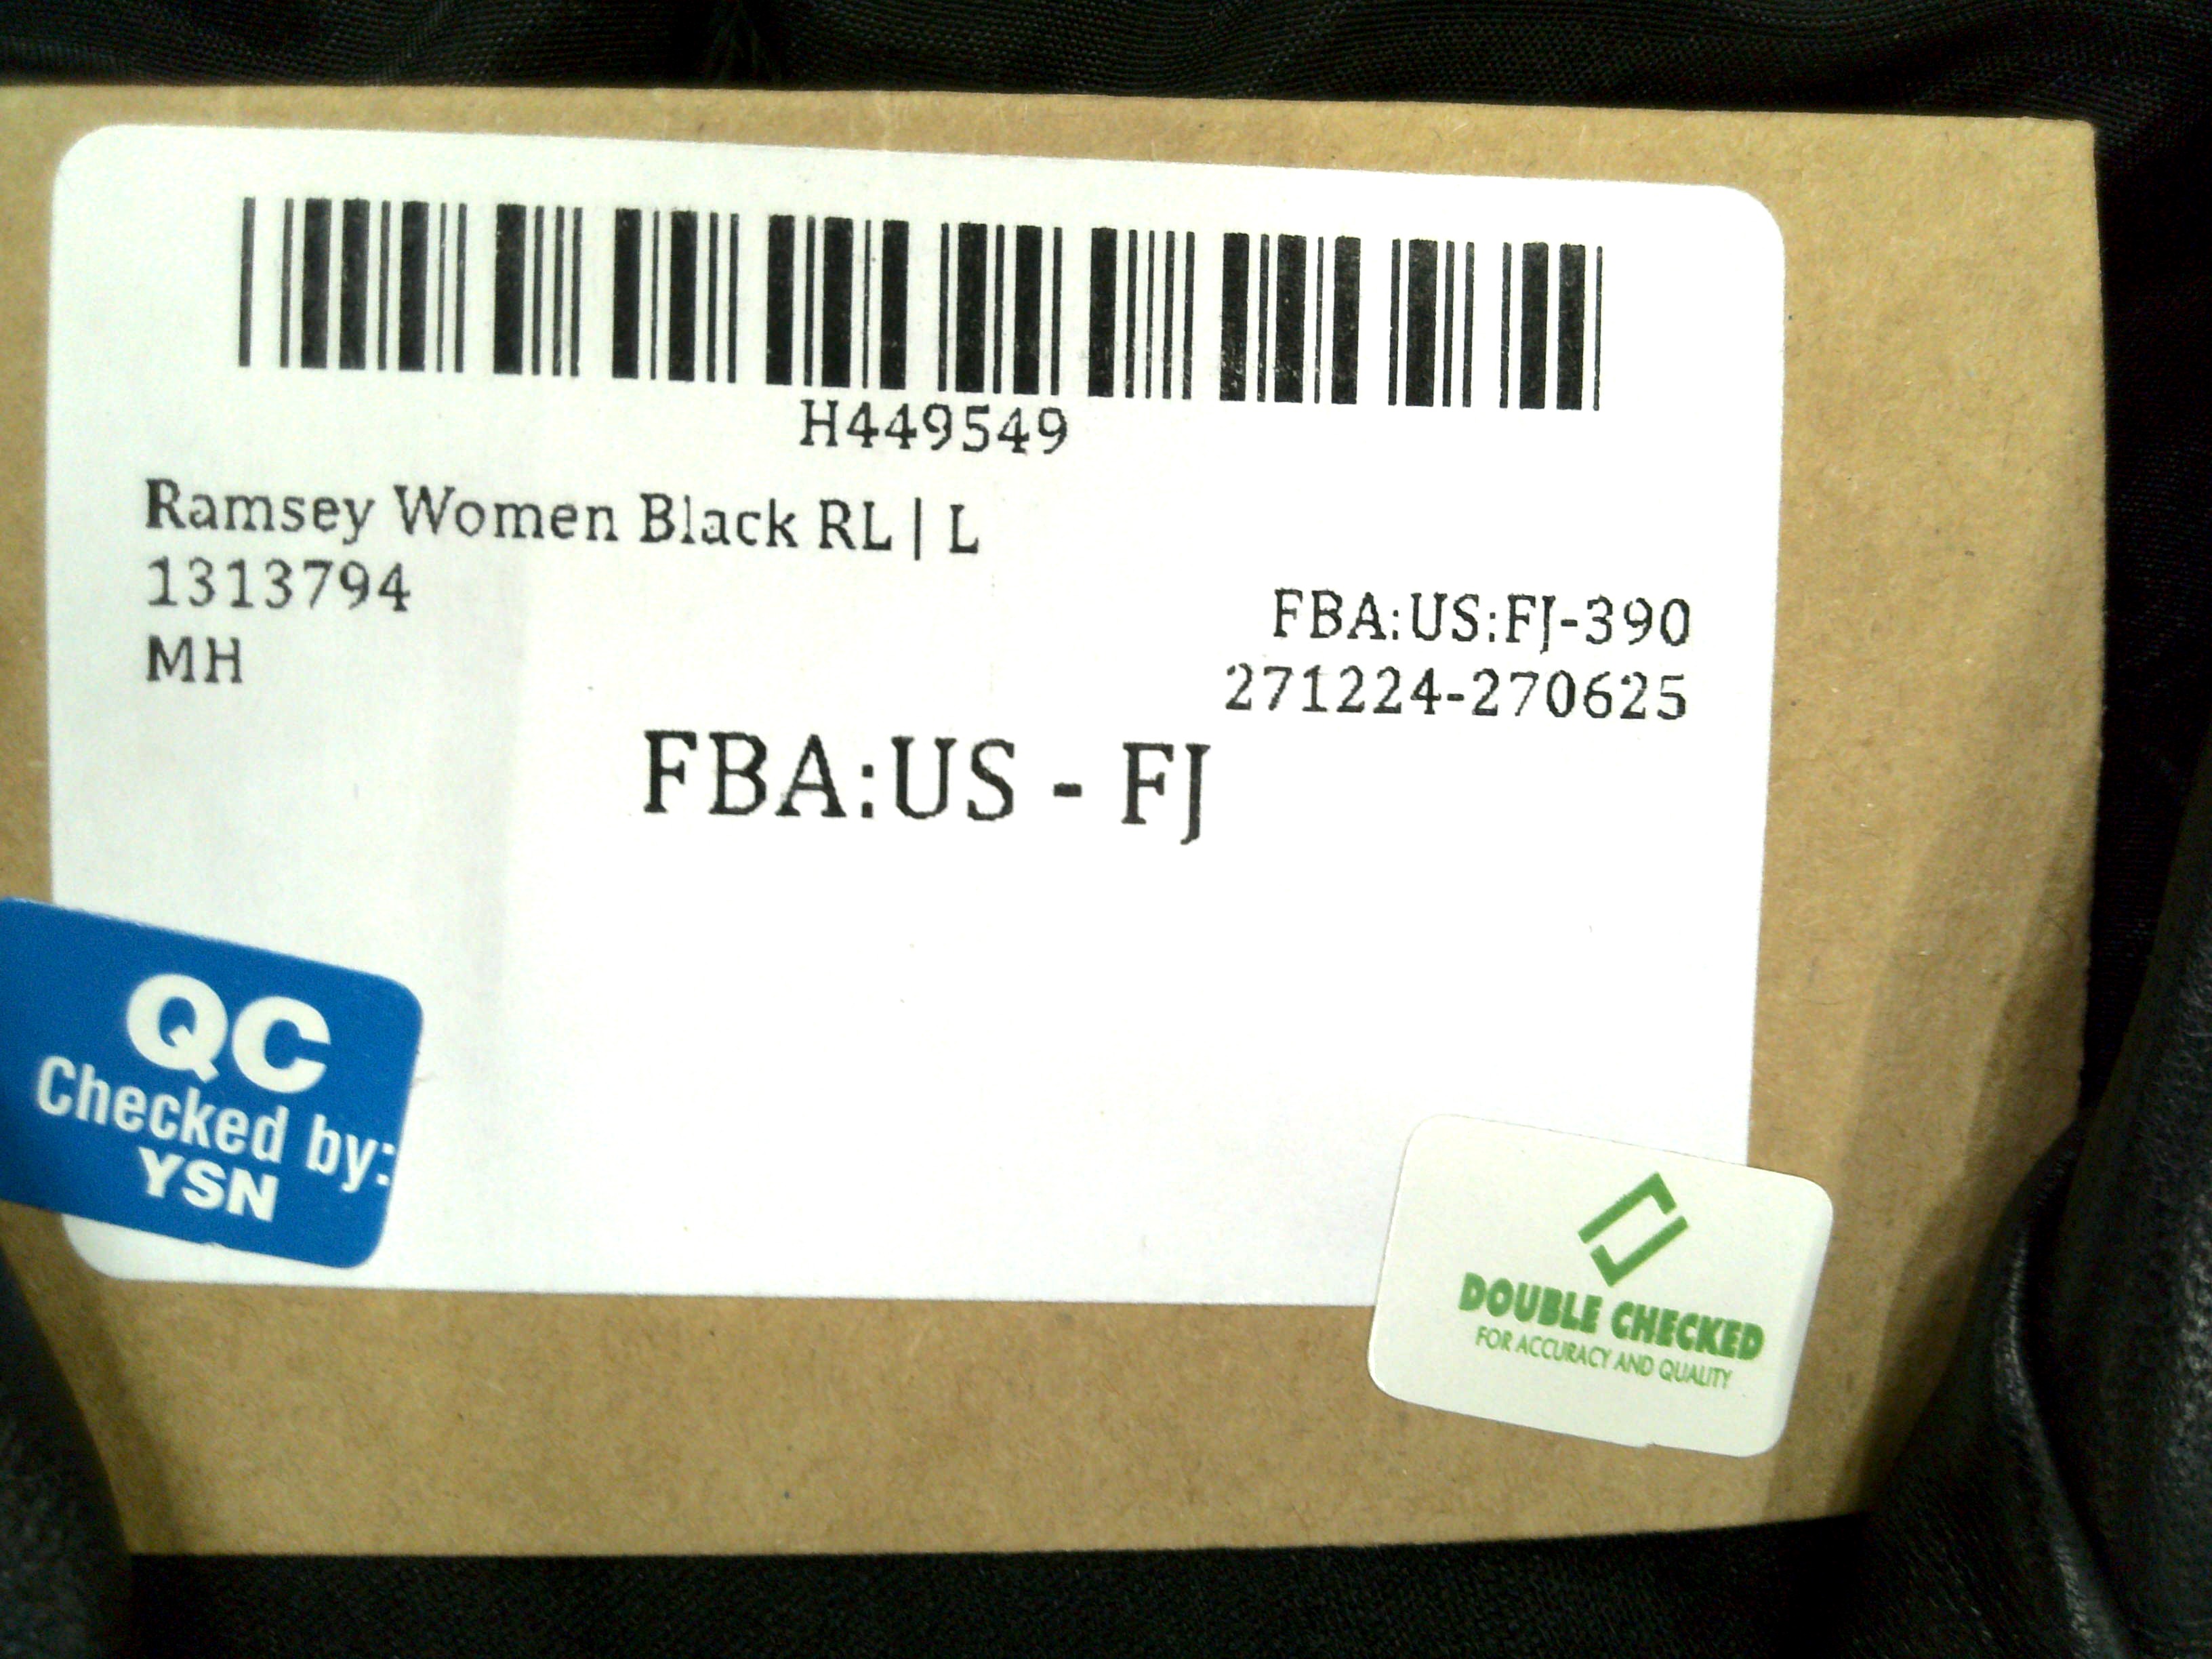 H449549
Ramsey Women Black RL | L
1313794
MH
FBA:US:FJ-390
271224-270625
FBA:US - FJ
QC
Checked by:
YSN
DOUBLE CHECKED
FOR ACCURACY AND QUALITY